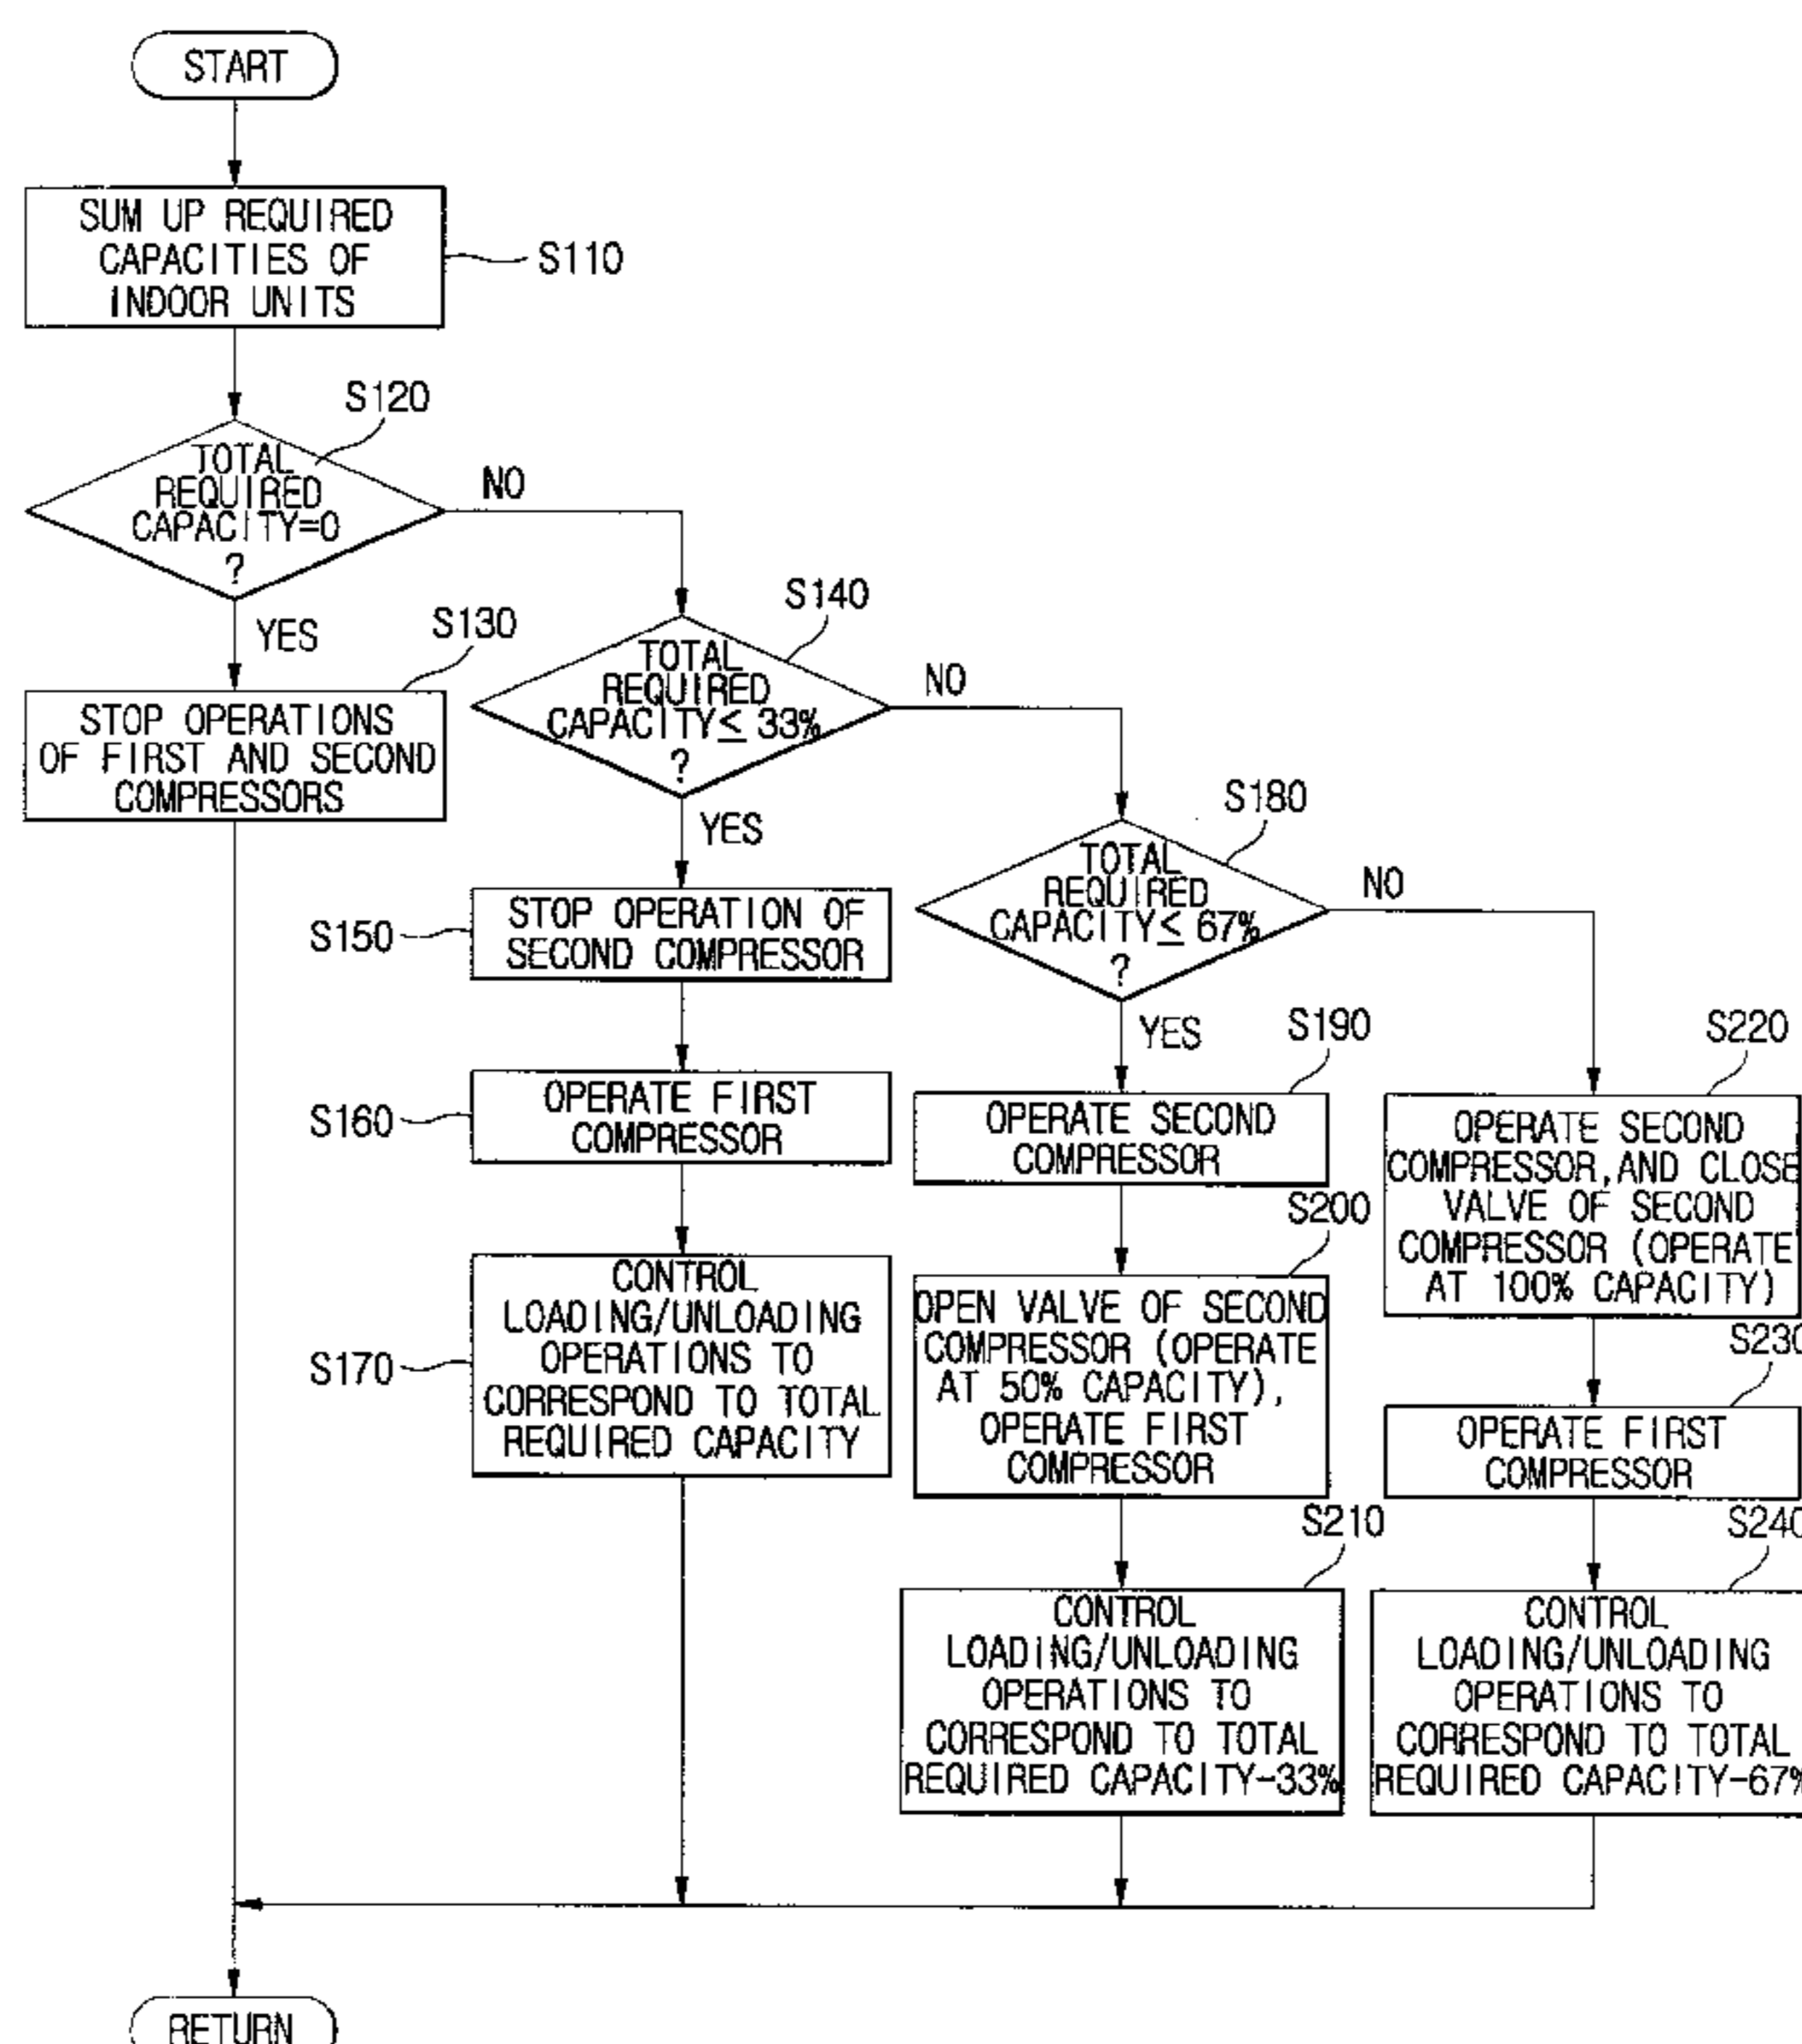 START
SUM UP REQUIRED
CAPACITIES OF
INDOOR UNITS
S110
S120
TOTAL
REQUIRED
CAPACITY=0
?
NO
YES
S130
STOP OPERATIONS
OF FIRST AND SECOND
COMPRESSORS
S140
TOTAL
REQUIRED
CAPACITY≤ 33%
?
NO
YES
S150
STOP OPERATION OF
SECOND COMPRESSOR
S160
OPERATE FIRST
COMPRESSOR
S170
CONTROL
LOADING/UNLOADING
OPERATIONS TO
CORRESPOND TO TOTAL
REQUIRED CAPACITY
S180
TOTAL
REQUIRED
CAPACITY≤ 67%
?
NO
YES
S190
OPERATE SECOND
COMPRESSOR
S200
OPEN VALVE OF SECOND
COMPRESSOR (OPERATE
AT 50% CAPACITY),
OPERATE FIRST
COMPRESSOR
S210
CONTROL
LOADING/UNLOADING
OPERATIONS TO
CORRESPOND TO TOTAL
REQUIRED CAPACITY-33%
S220
OPERATE SECOND
COMPRESSOR,AND CLOSE
VALVE OF SECOND
COMPRESSOR (OPERATE
AT 100% CAPACITY)
S230
OPERATE FIRST
COMPRESSOR
S240
CONTROL
LOADING/UNLOADING
OPERATIONS TO
CORRESPOND TO TOTAL
REQUIRED CAPACITY-67%
RETURN